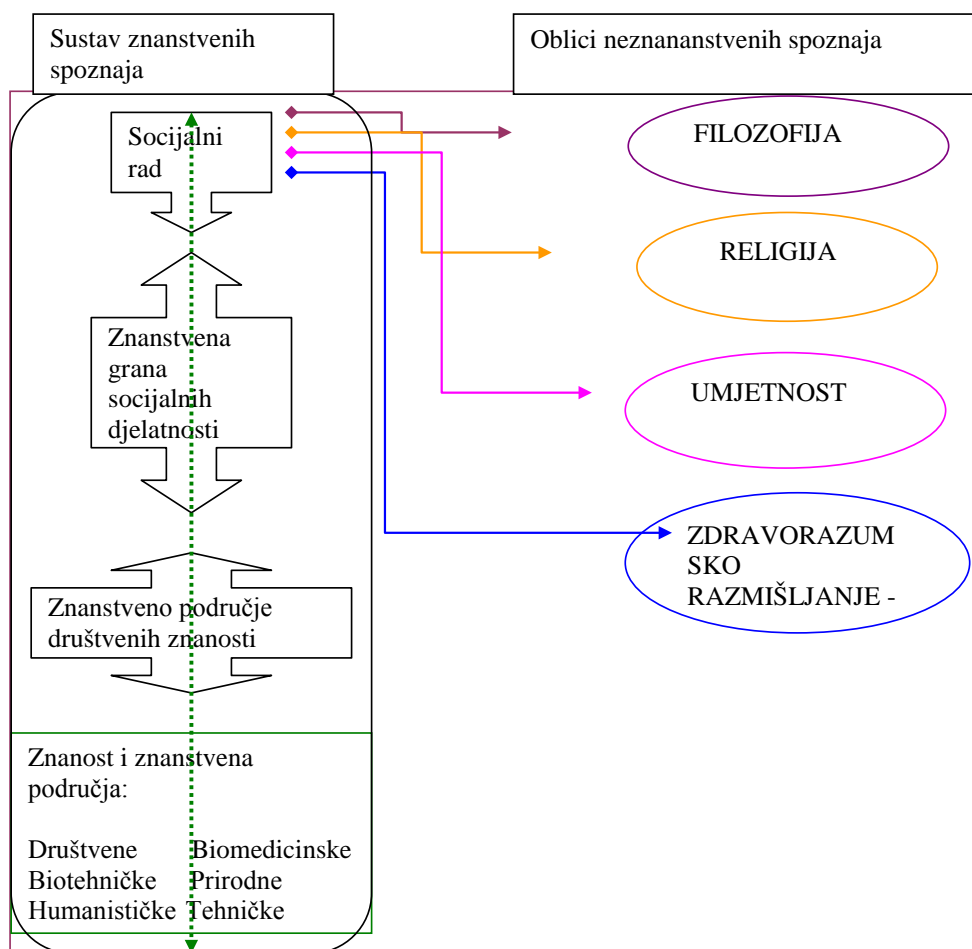 Sustav znanstvenih
spoznaja
Oblici neznananstvenih spoznaja
Socijalni
rad
FILOZOFIJA
RELIGIJA
Znanstvena
grana
socijalnih
djelatnosti
UMJETNOST
ZDRAVORAZUM
SKO
RAZMIŠLJANJE -
Znanstveno područje
društvenih znanosti
Znanost i znanstvena
područja:
Društvene Biomedicinske
Biotehničke Prirodne
Humanističke Tehničke